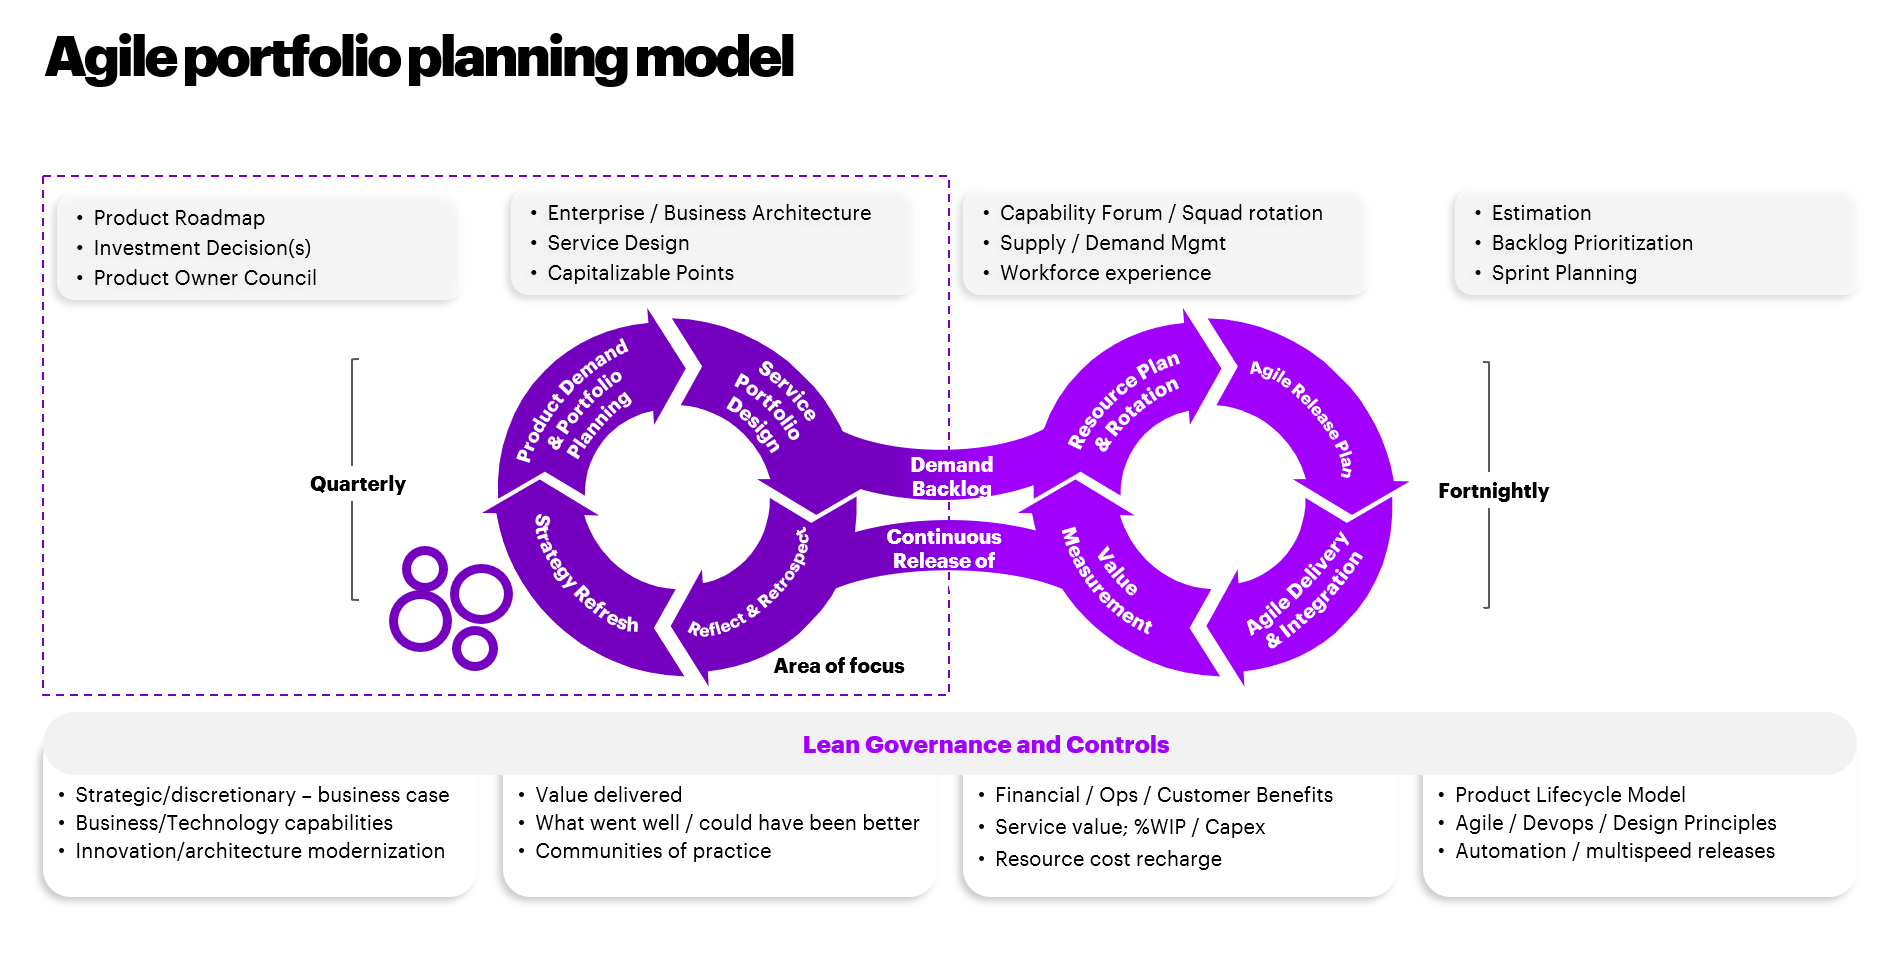 Agile portfolio planning model
• Product Roadmap
• Investment Decision(s)
• Product Owner Council
• Enterprise / Business Architecture
• Service Design
• Capitalizable Points
• Capability Forum / Squad rotation
• Supply / Demand Mgmt
• Workforce experience
• Estimation
• Backlog Prioritization
• Sprint Planning
Quarterly
Product Demand
& Portfolio
Planning
Service
Portfolio
Design
Strategy Refresh
Reflect & Retrospect
Demand
Backlog
Continuous
Release of
Resource Plan
& Rotation
Agile Release Plan
Value
Measurement
Agile Delivery
& Integration
Fortnightly
Area of focus
Lean Governance and Controls
• Strategic/discretionary – business case
• Business/Technology capabilities
• Innovation/architecture modernization
• Value delivered
• What went well / could have been better
• Communities of practice
• Financial / Ops / Customer Benefits
• Service value; %WIP / Capex
• Resource cost recharge
• Product Lifecycle Model
• Agile / Devops / Design Principles
• Automation / multispeed releases